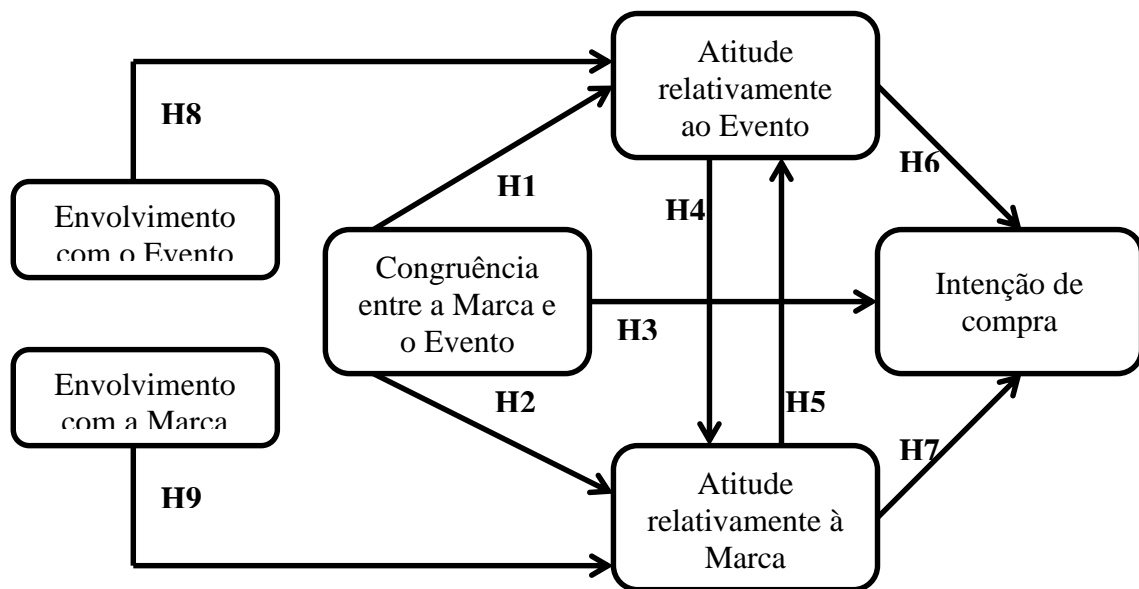 Atitude
relativamente
ao Evento
H8
H1
H4
H6
Envolvimento
com o Evento
Congruência
entre a Marca e
o Evento
H3
Intenção de
compra
Envolvimento
com a Marca
H2
H5
H7
H9
Atitude
relativamente à
Marca